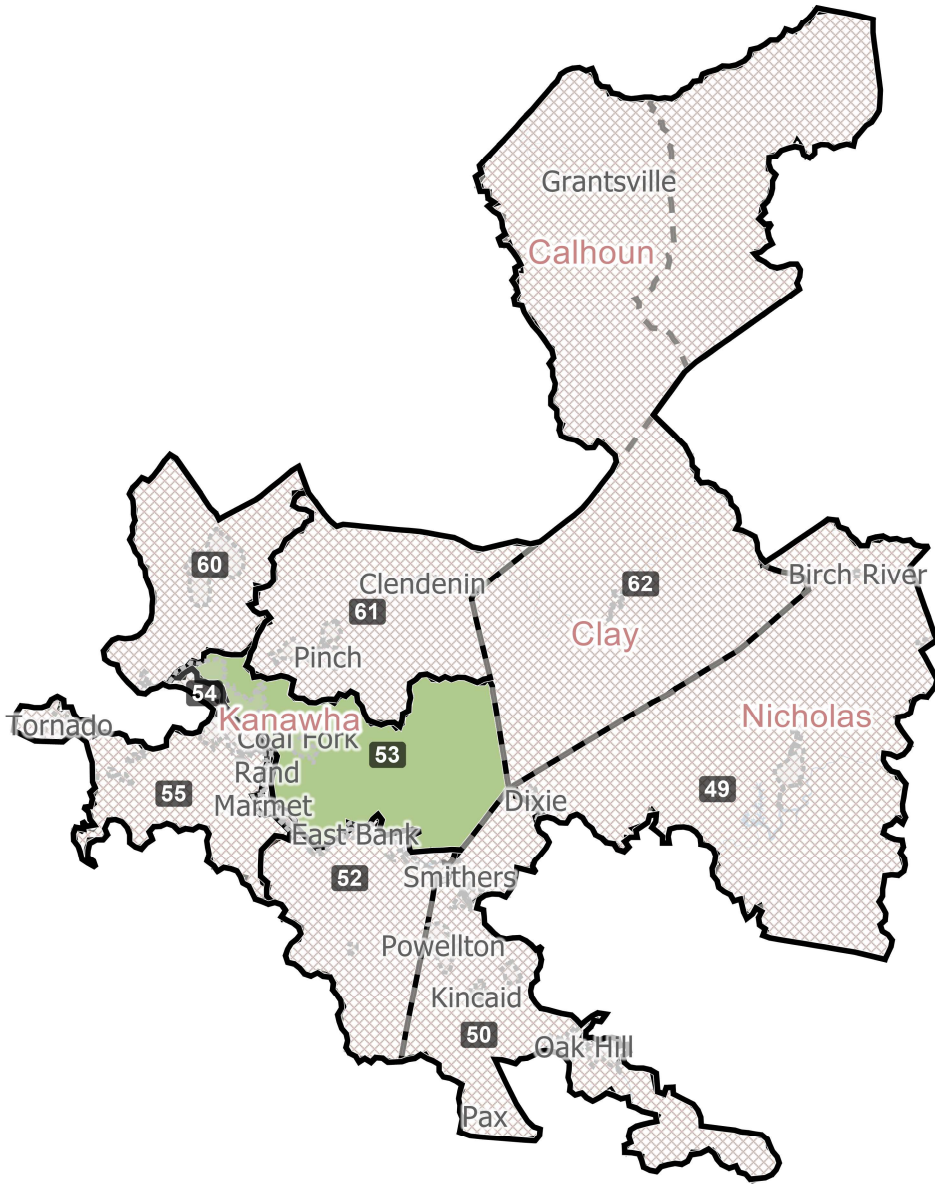 Grantsville
Calhoun
60
Clendenin
62
Birch River
61
Clay
Pinch
54
Tornado
Kanawha
Nicholas
Coal Fork
53
Rand
55
49
Marmet
Dixie
East Bank
52
Smithers
Powellton
Kincaid
50
Oak Hill
Pax